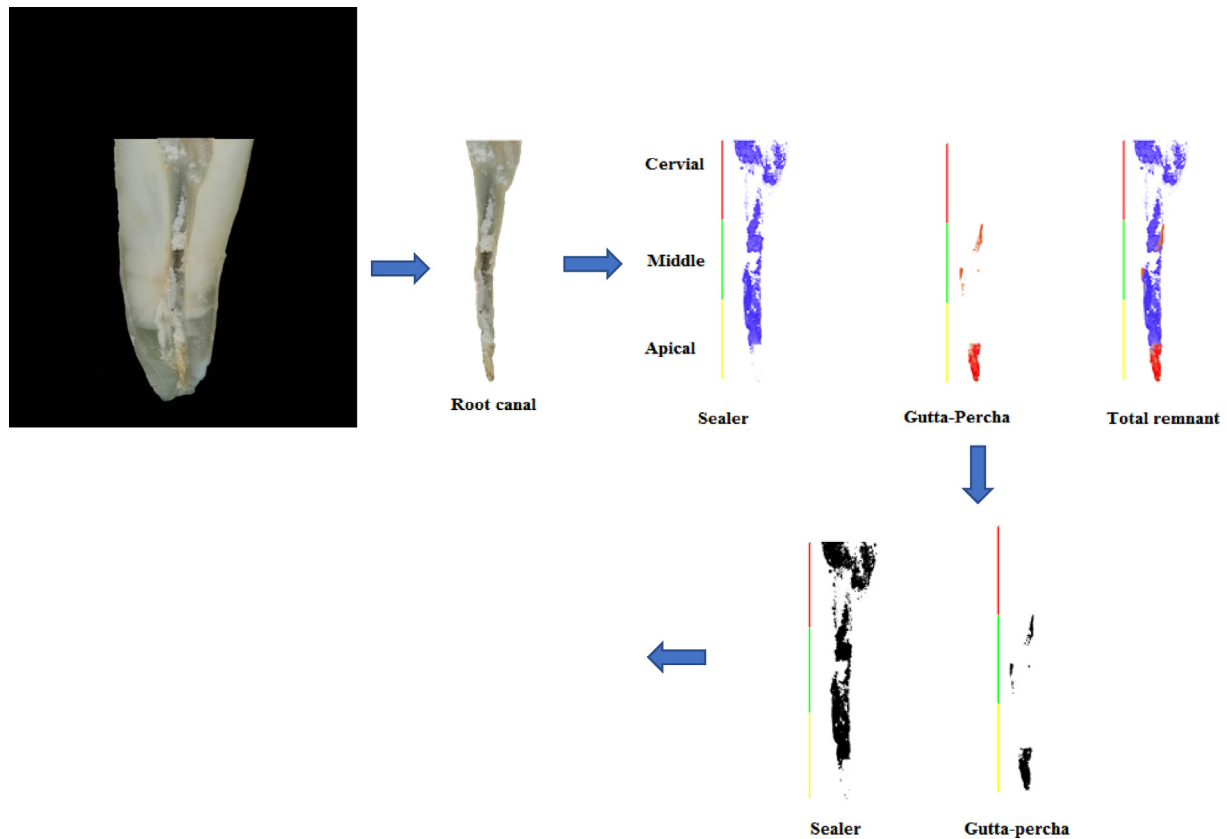 Cervial
Middle
Apical
Root canal
Sealer
Gutta-Percha
Total remnant
Sealer
Gutta-percha